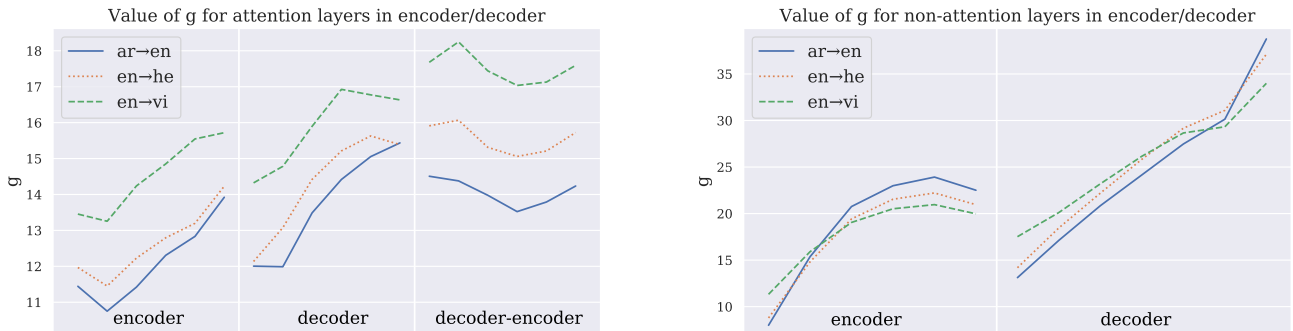 Value of g for attention layers in encoder/decoder
ar→en
en→he
en→vi
18
17
16
15
14
13
12
11
g
encoder
decoder
decoder-encoder
Value of g for non-attention layers in encoder/decoder
ar→en
en→he
en→vi
35
30
25
20
15
10
g
encoder
decoder